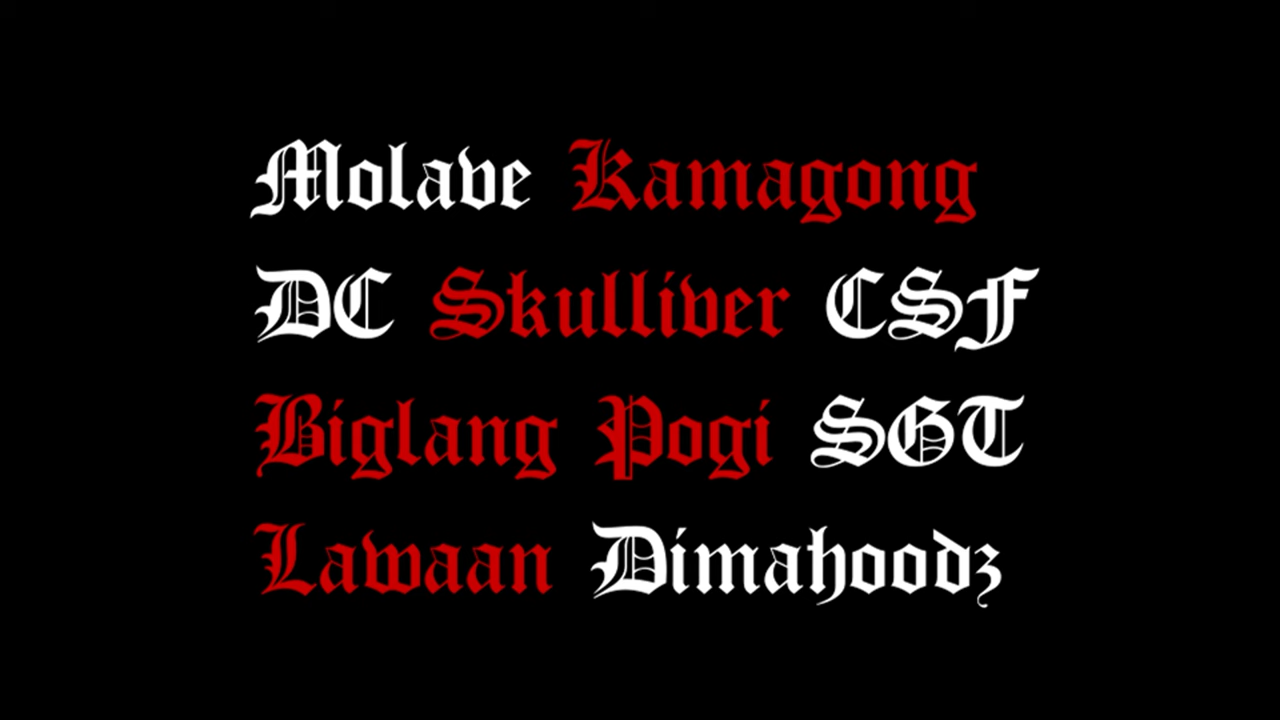 Molave Kamagong
DC Skulliver CSF
Biglang Pogi SGT
Lawaan Dimahoodz